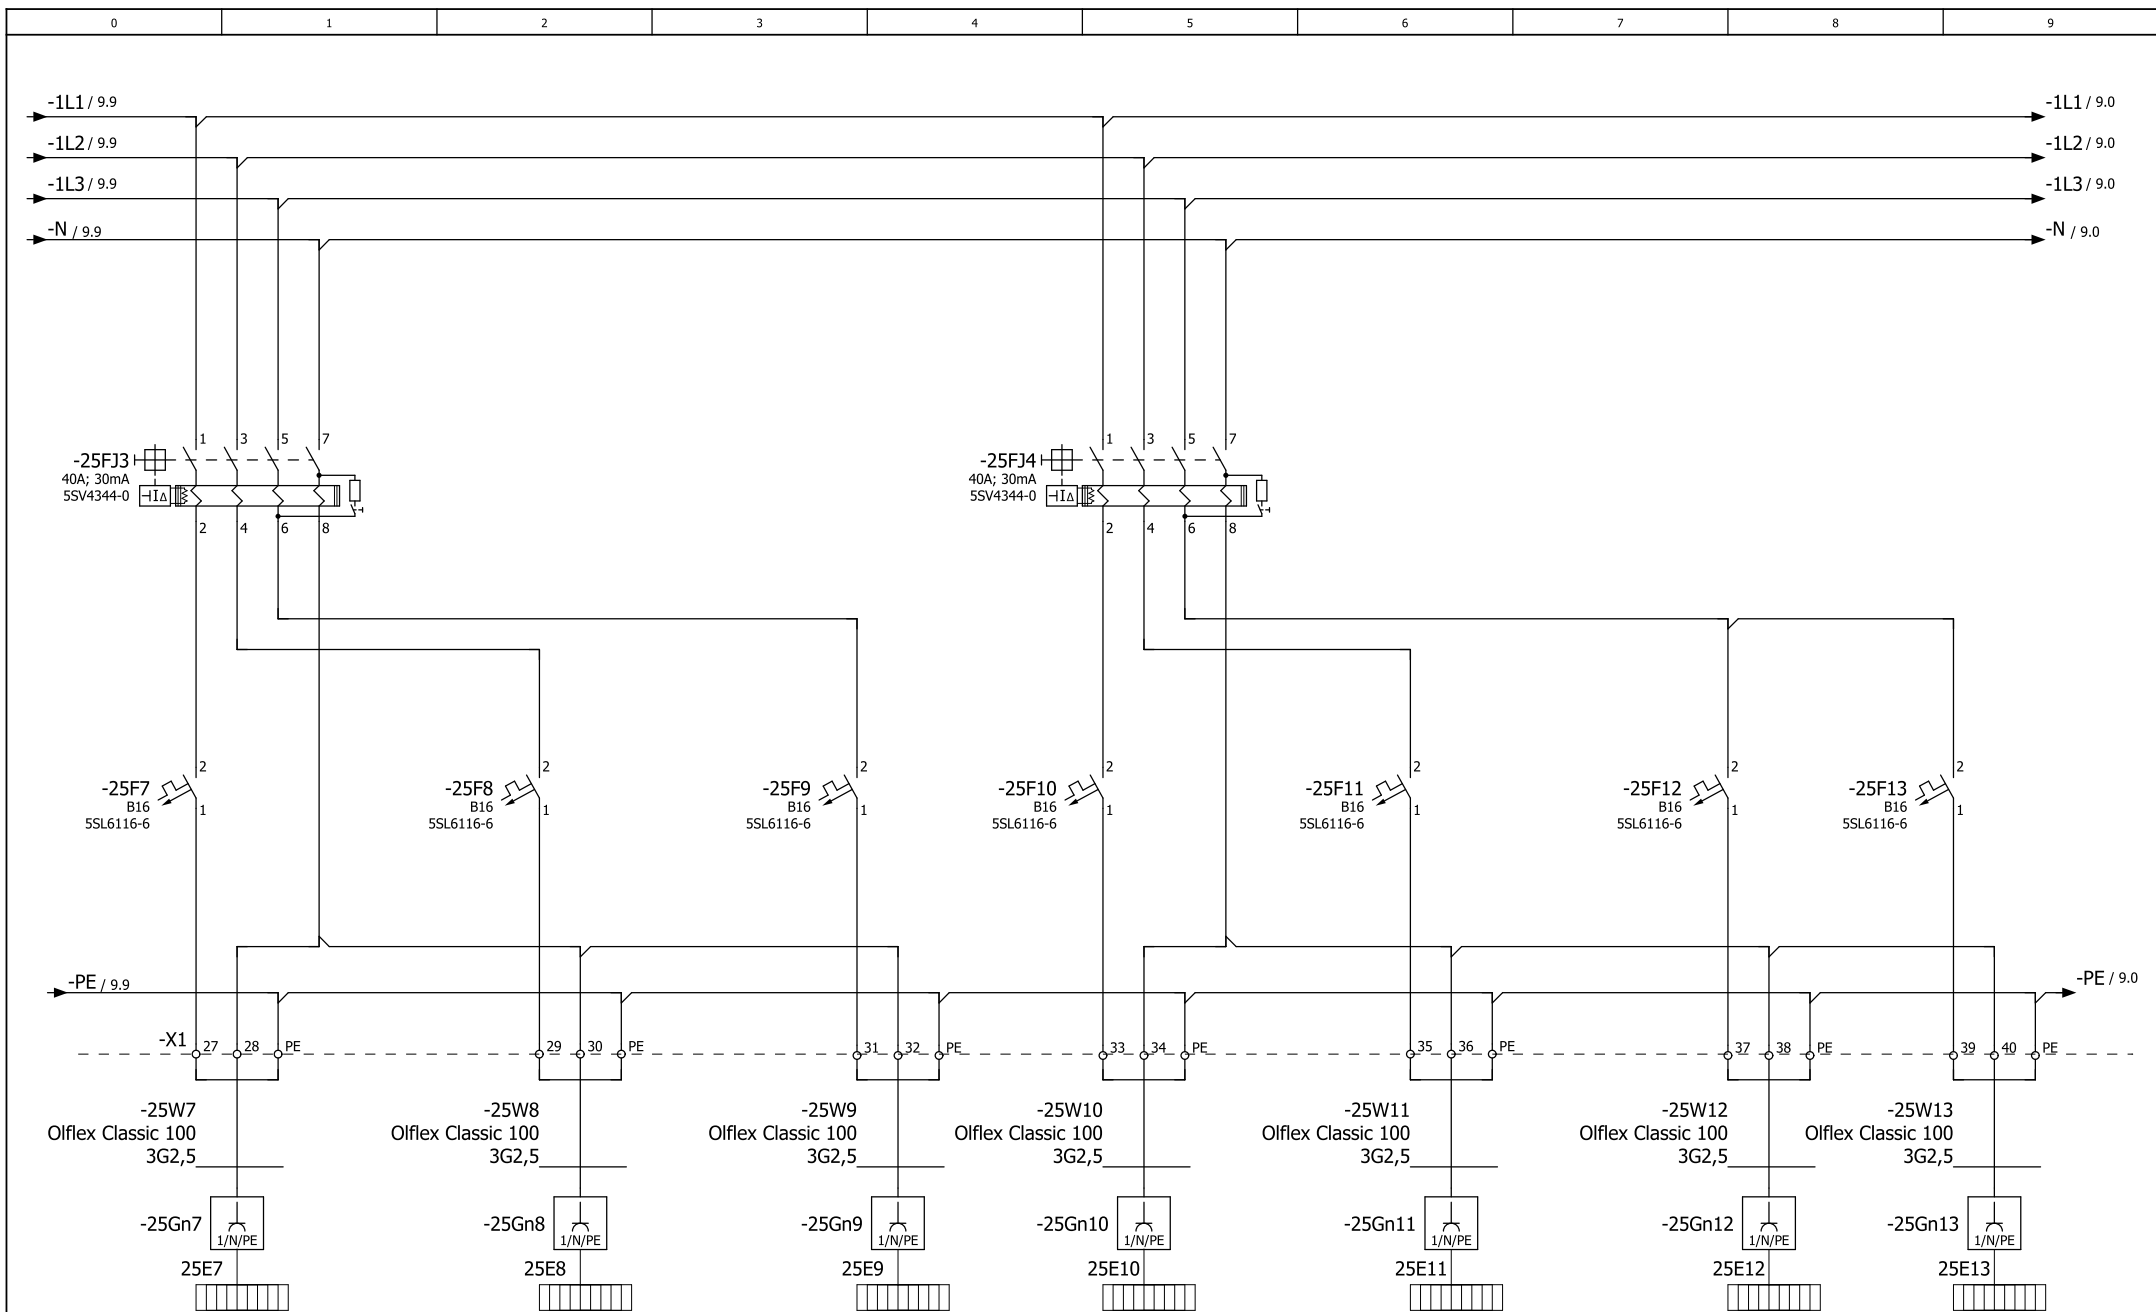 0 1 2 3 4 5 6 7 8 9
-1L1 / 9.9 -1L1 / 9.0
-1L2 / 9.9 -1L2 / 9.0
-1L3 / 9.9 -1L3 / 9.0
-N / 9.9 -N / 9.0
1 3 5 7 1 3 5 7
-25FJ3 -25FJ4
40A; 30mA 40A; 30mA
5SV4344-0 5SV4344-0
2 4 6 8 2 4 6 8
2 2 2 2 2 2 2
-25F7 -25F8 -25F9 -25F10 -25F11 -25F12 -25F13
B16 B16 B16 B16 B16 B16 B16
1 1 1 1 1 1 1
5SL6116-6 5SL6116-6 5SL6116-6 5SL6116-6 5SL6116-6 5SL6116-6 5SL6116-6
-PE / 9.9 -PE / 9.0
-X1 27 28 PE 29 30 PE 31 32 PE 33 34 PE 35 36 PE 37 38 PE 39 40 PE
-25W7 -25W8 -25W9 -25W10 -25W11 -25W12 -25W13
Olflex Classic 100 Olflex Classic 100 Olflex Classic 100 Olflex Classic 100 Olflex Classic 100 Olflex Classic 100 Olflex Classic 100
3G2,5 3G2,5 3G2,5 3G2,5 3G2,5 3G2,5 3G2,5
-25Gn7 -25Gn8 -25Gn9 -25Gn10 -25Gn11 -25Gn12 -25Gn13
1/N/PE 1/N/PE 1/N/PE 1/N/PE 1/N/PE 1/N/PE 1/N/PE
25E7 25E8 25E9 25E10 25E11 25E12 25E13